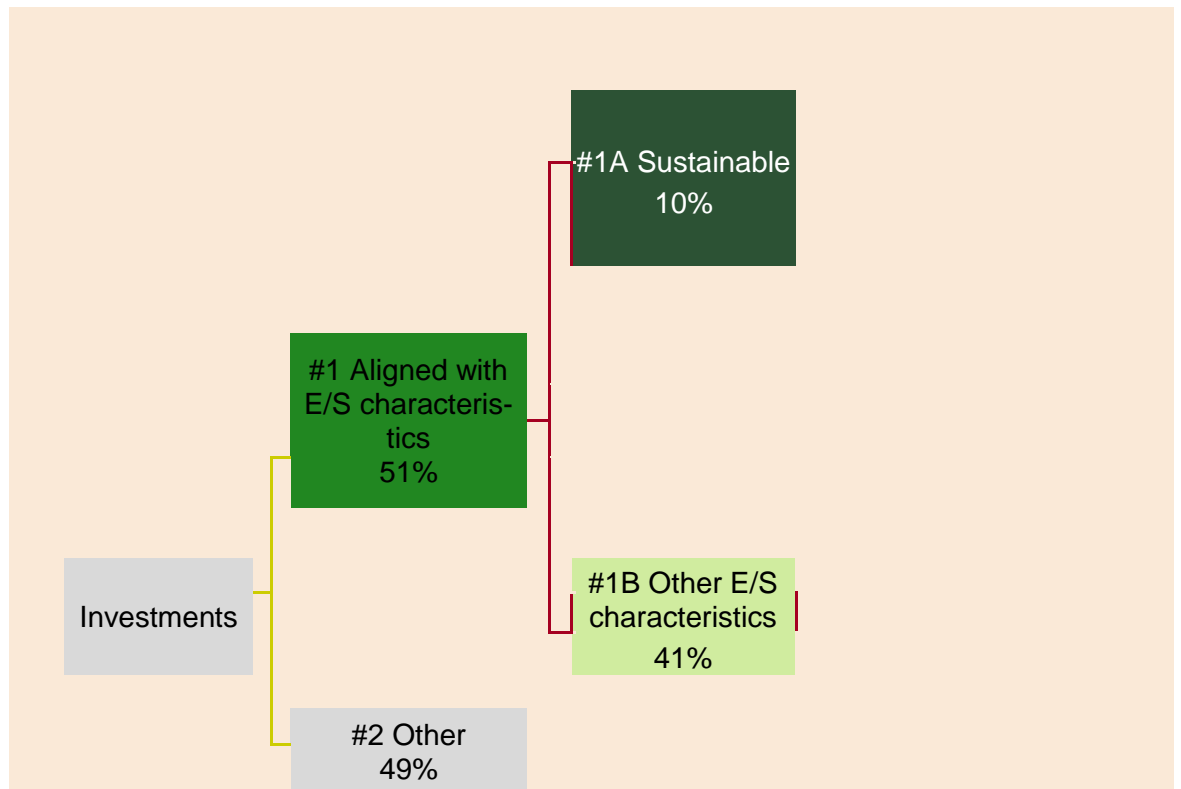 #1A Sustainable
10%
#1 Aligned with
E/S characteris-
tics
51%
#1B Other E/S
characteristics
41%
Investments
#2 Other
49%